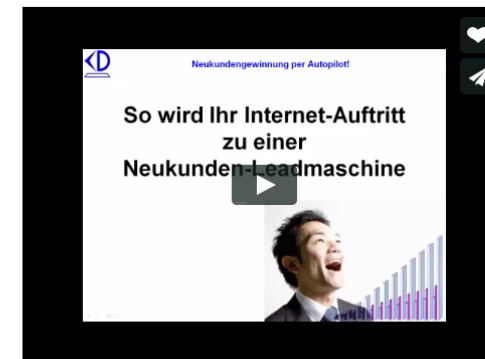 Neukundengewinnung per Autopilot!
So wird Ihr Internet-Auftritt
zu einer
Neukunden-Leadmaschine